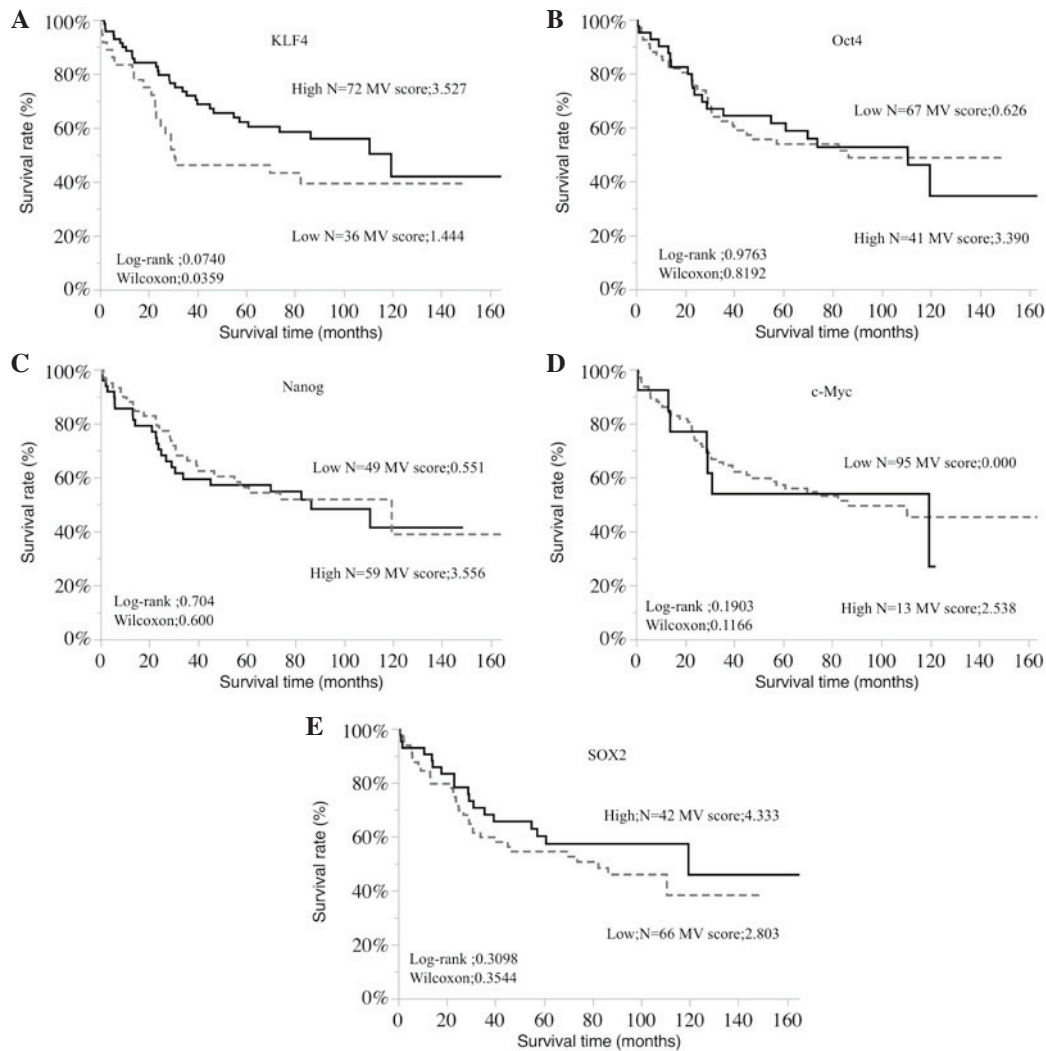 A
100%
80%
60%
40%
20%
0%
Survival rate (%)
KLF4
High N=72 MV score;3.527
Low N=36 MV score;1.444
Log-rank ;0.0740
Wilcoxon;0.0359
0 20 40 60 80 100 120 140 160
Survival time (months)
B
100%
80%
60%
40%
20%
0%
Survival rate (%)
Oct4
Low N=67 MV score;0.626
High N=41 MV score;3.390
Log-rank ;0.9763
Wilcoxon;0.8192
0 20 40 60 80 100 120 140 160
Survival time (months)
C
100%
80%
60%
40%
20%
0%
Survival rate (%)
Nanog
Low N=49 MV score;0.551
High N=59 MV score;3.556
Log-rank ;0.704
Wilcoxon;0.600
0 20 40 60 80 100 120 140 160
Survival time (months)
D
100%
80%
60%
40%
20%
0%
Survival rate (%)
c-Myc
Low N=95 MV score;0.000
High N=13 MV score;2.538
Log-rank ;0.1903
Wilcoxon;0.1166
0 20 40 60 80 100 120 140 160
Survival time (months)
E
100%
80%
60%
40%
20%
0%
Survival rate (%)
SOX2
High;N=42 MV score;4.333
Low;N=66 MV score;2.803
Log-rank ;0.3098
Wilcoxon;0.3544
0 20 40 60 80 100 120 140 160
Survival time (months)